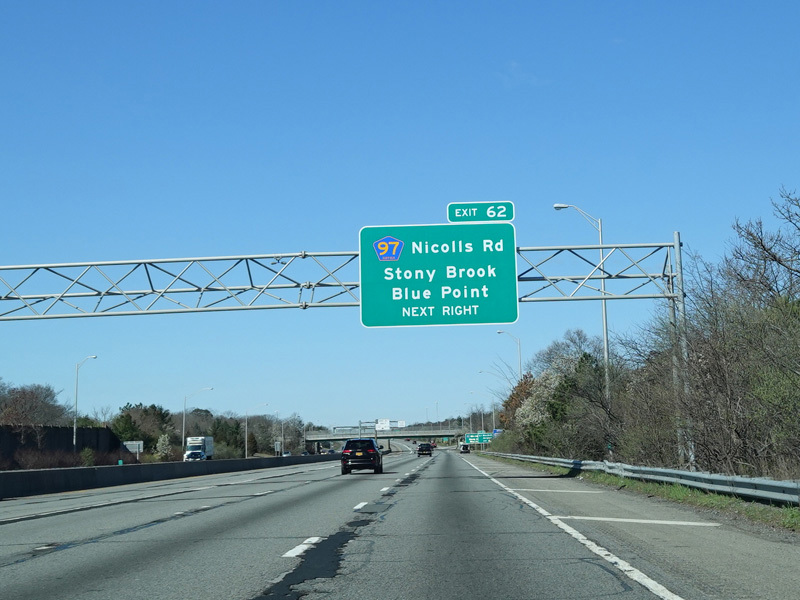 EXIT 62
97 Nicolls Rd
Stony Brook
Blue Point
NEXT RIGHT